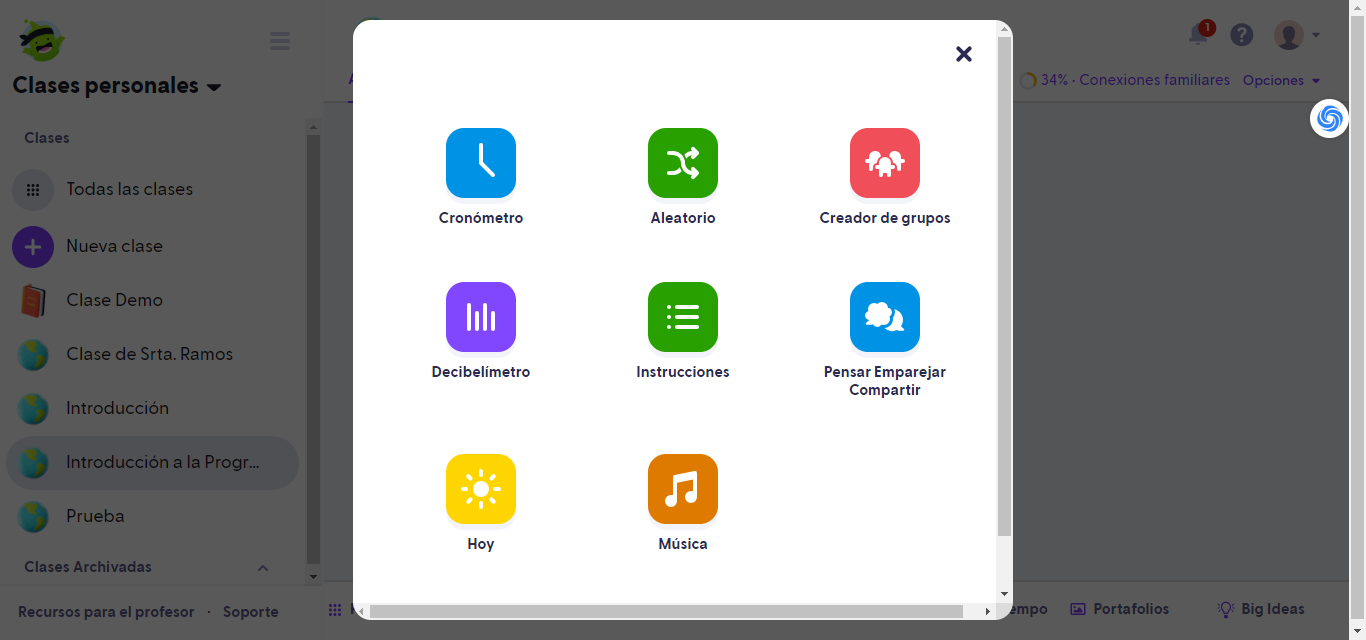 Clases personales
Clases
Todas las clases
Nueva clase
Clase Demo
Clase de Srta. Ramos
Introducción
Introducción a la Progr...
Prueba
Clases Archivadas
Recursos para el profesor · Soporte
1
34% · Conexiones familiares Opciones
Cronómetro
Aleatorio
Creador de grupos
Decibelímetro
Instrucciones
Pensar Emparejar
Compartir
Hoy
Música
empo
Portafolios
Big Ideas